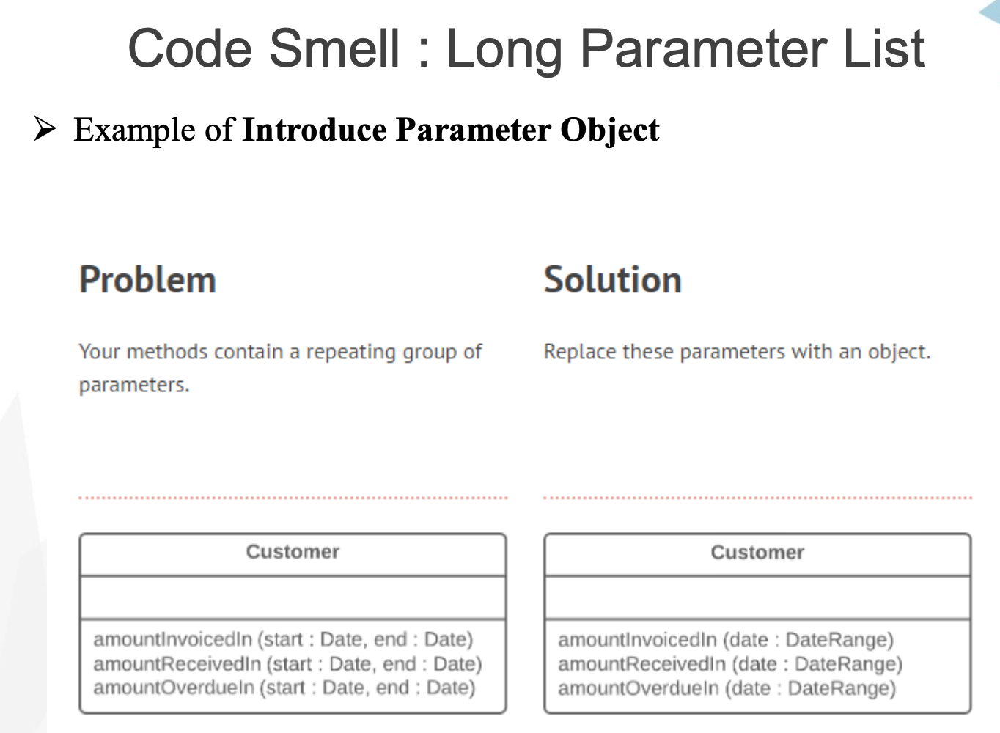 Code Smell : Long Parameter List
➢ Example of Introduce Parameter Object
Problem
Your methods contain a repeating group of
parameters.
Customer
amountInvoicedIn (start : Date, end : Date)
amountReceivedIn (start : Date, end : Date)
amountOverdueIn (start : Date, end : Date)
Solution
Replace these parameters with an object.
Customer
amountInvoicedIn (date : DateRange)
amountReceivedIn (date : DateRange)
amountOverdueIn (date : DateRange)